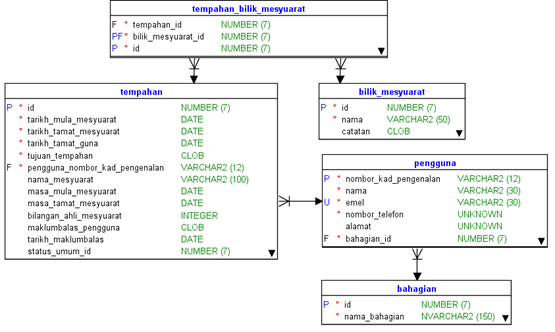 tempahan_bilik_mesyuarat
F * tempahan_id NUMBER (7)
PF * bilik_mesyuarat_id NUMBER (7)
P * id NUMBER (7)
tempahan
P * id NUMBER (7)
* tarikh_mula_mesyuarat DATE
* tarikh_tamat_mesyuarat DATE
* tarikh_tamat_guna DATE
* tujuan_tempahan CLOB
F * pengguna_nombor_kad_pengenalan VARCHAR2 (12)
nama_mesyuarat VARCHAR2 (100)
masa_mula_mesyuarat DATE
masa_tamat_mesyuarat DATE
bilangan_ahli_mesyuarat INTEGER
maklumbalas_pengguna CLOB
tarikh_maklumbalas DATE
status_umum_id NUMBER (7)
bilik_mesyuarat
P * id NUMBER (7)
* nama VARCHAR2 (50)
catatan CLOB
pengguna
P * nombor_kad_pengenalan VARCHAR2 (12)
* nama VARCHAR2 (30)
U * emel VARCHAR2 (30)
* nombor_telefon UNKNOWN
alamat UNKNOWN
F * bahagian_id NUMBER (7)
bahagian
P * id NUMBER (7)
* nama_bahagian NVARCHAR2 (150)